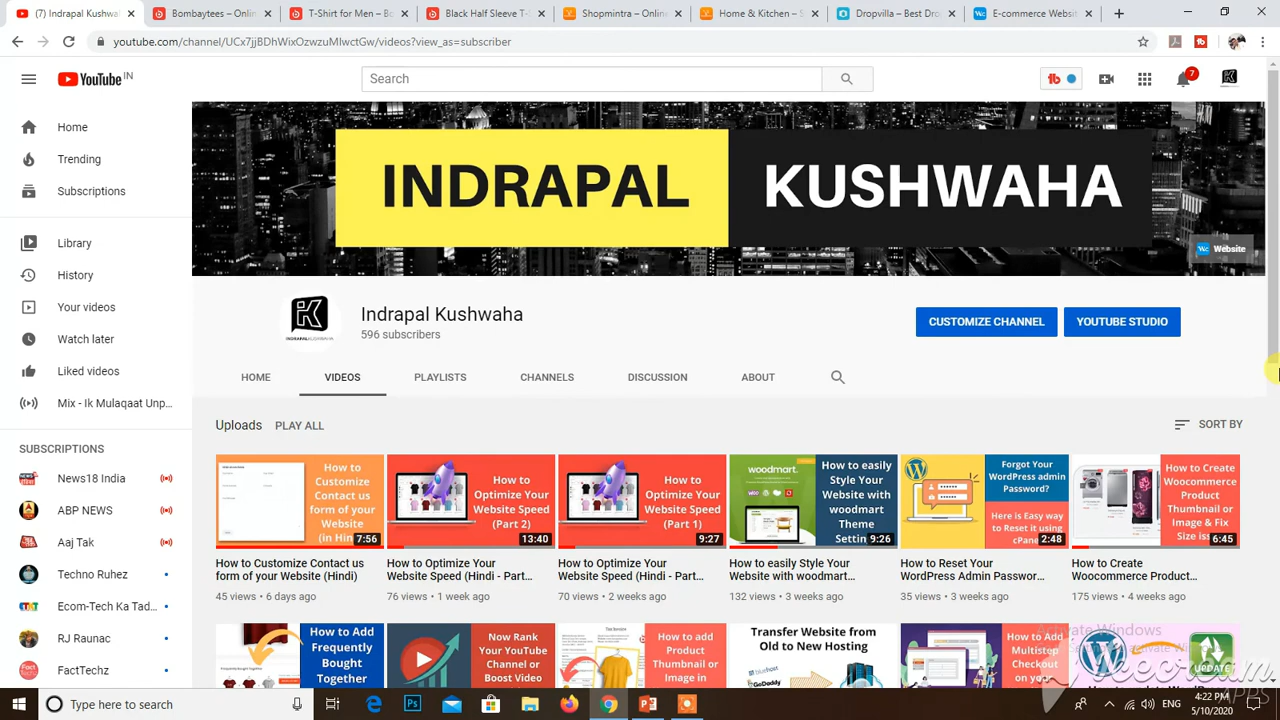 Indrapal Kushwa
Bombaytees – Onlin
T-Shirt for Men – Bo
Black Half Sleeve T-S
Shopmintra – Online
Home & Kitchen – S
Dropvilla – Best Drop
E-commerce Websit
youtube.com/channel/UCx7jjBDhWixOzwzuMIwctGw/videos?view_as=subscriber
YouTube IN
Search
7
Home
Trending
Subscriptions
Library
History
Your videos
Watch later
Liked videos
Mix - Ik Mulaqaat Unp...
SUBSCRIPTIONS
News18 India
ABP NEWS
Aaj Tak
Techno Ruhez
Ecom-Tech Ka Tad...
RJ Raunac
FactTechz
INDRAPAL KUSHWAHA
Website
Indrapal Kushwaha
596 subscribers
CUSTOMIZE CHANNEL
YOUTUBE STUDIO
HOME
VIDEOS
PLAYLISTS
CHANNELS
DISCUSSION
ABOUT
Uploads
PLAY ALL
SORT BY
How to
Customize
Contact us
form of your
Website
(in Hin
7:56
How to
Optimize Your
Website Speed
(Part 2)
13:40
How to
Optimize Your
Website Speed
(Part 1)
9:27
woodmart.
How to easily
Style Your
Website with
woodmart
Theme
Settin
9:26
Forgot Your
WordPress admin
Password?
Here is Easy way
to Reset it using
cPane
2:48
How to Create
Woocommerce
Product
Thumbnail or
Image & Fix
Size iss
6:45
How to Customize Contact us
form of your Website (Hindi)
45 views • 6 days ago
How to Optimize Your
Website Speed (Hindi - Part...
76 views • 1 week ago
How to Optimize Your
Website Speed (Hindi - Part...
70 views • 2 weeks ago
How to easily Style Your
Website with woodmart...
132 views • 3 weeks ago
How to Reset Your
WordPress Admin Passwor...
35 views • 3 weeks ago
How to Create
Woocommerce Product...
175 views • 4 weeks ago
How to Add
Frequently
Bought
Together
Now Rank
Your YouTube
Channel or
Boost Video
How to add
Product
Thumbnail or
Image in
Transfer Website from
Old to New Hosting
bluehost
GoDaddy
How to Add
Multistep
Checkout
on yo
UPDATE
Type here to search
ENG
4:22 PM
5/10/2020